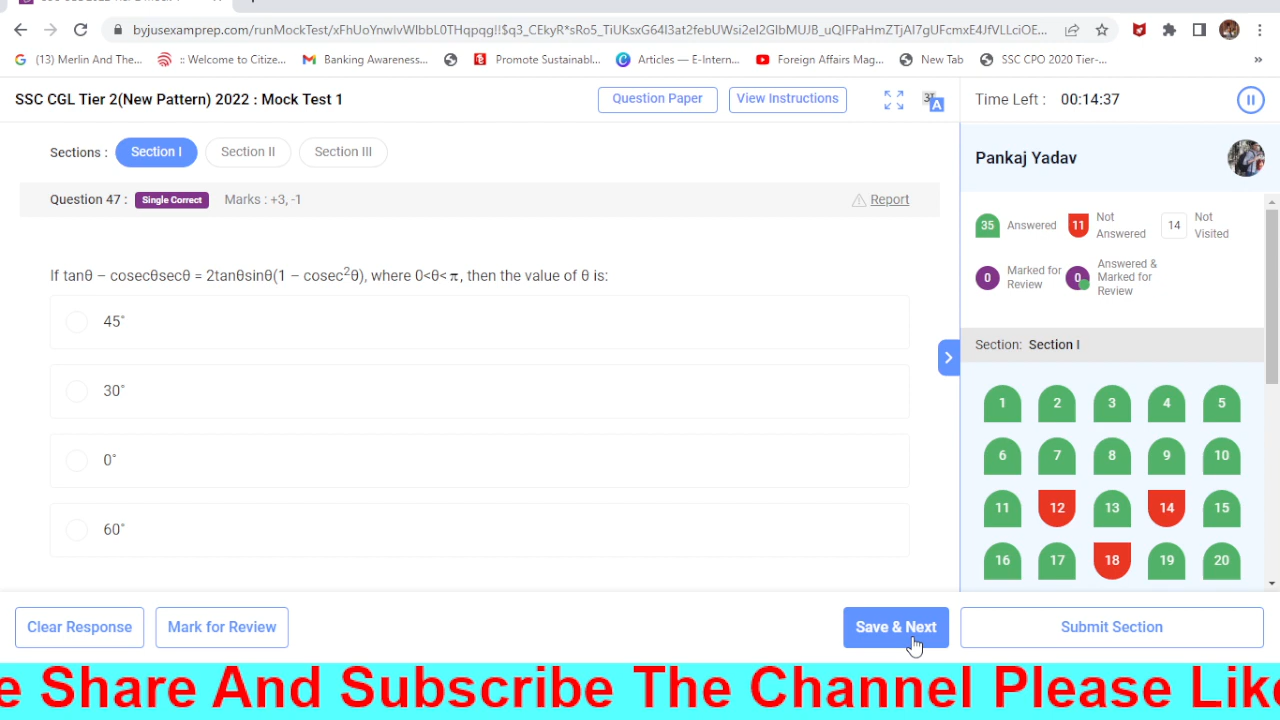 byjusexamprep.com/runMockTest/xFhUoYnwIvWlbbL0THqpqg!!$q3_CEkyR*sRo5_TiUKsxG64I3at2febUWsi2eI2GIbMUJB_uQIFPaHmZTjAI7gUFcmxE4JfVLLciOE...
(13) Merlin And The...
:: Welcome to Citize...
Banking Awareness...
Promote Sustainabl...
Articles — E-Intern...
Foreign Affairs Mag...
New Tab
SSC CPO 2020 Tier-...
»
SSC CGL Tier 2(New Pattern) 2022 : Mock Test 1
Question Paper
View Instructions
Time Left : 00:14:37
Sections :
Section I
Section II
Section III
Pankaj Yadav
Question 47 : Single Correct Marks : +3, -1
Report
35 Answered
11 Not Answered
14 Not Visited
0 Marked for Review
0 Answered & Marked for Review
If tanθ − cosecθsecθ = 2tanθsinθ(1 − cosec²θ), where 0<θ<π, then the value of θ is:
45˚
30˚
0˚
60˚
Section: Section I
1 2 3 4 5
6 7 8 9 10
11 12 13 14 15
16 17 18 19 20
Clear Response
Mark for Review
Save & Next
Submit Section
e Share And Subscribe The Channel Please Like